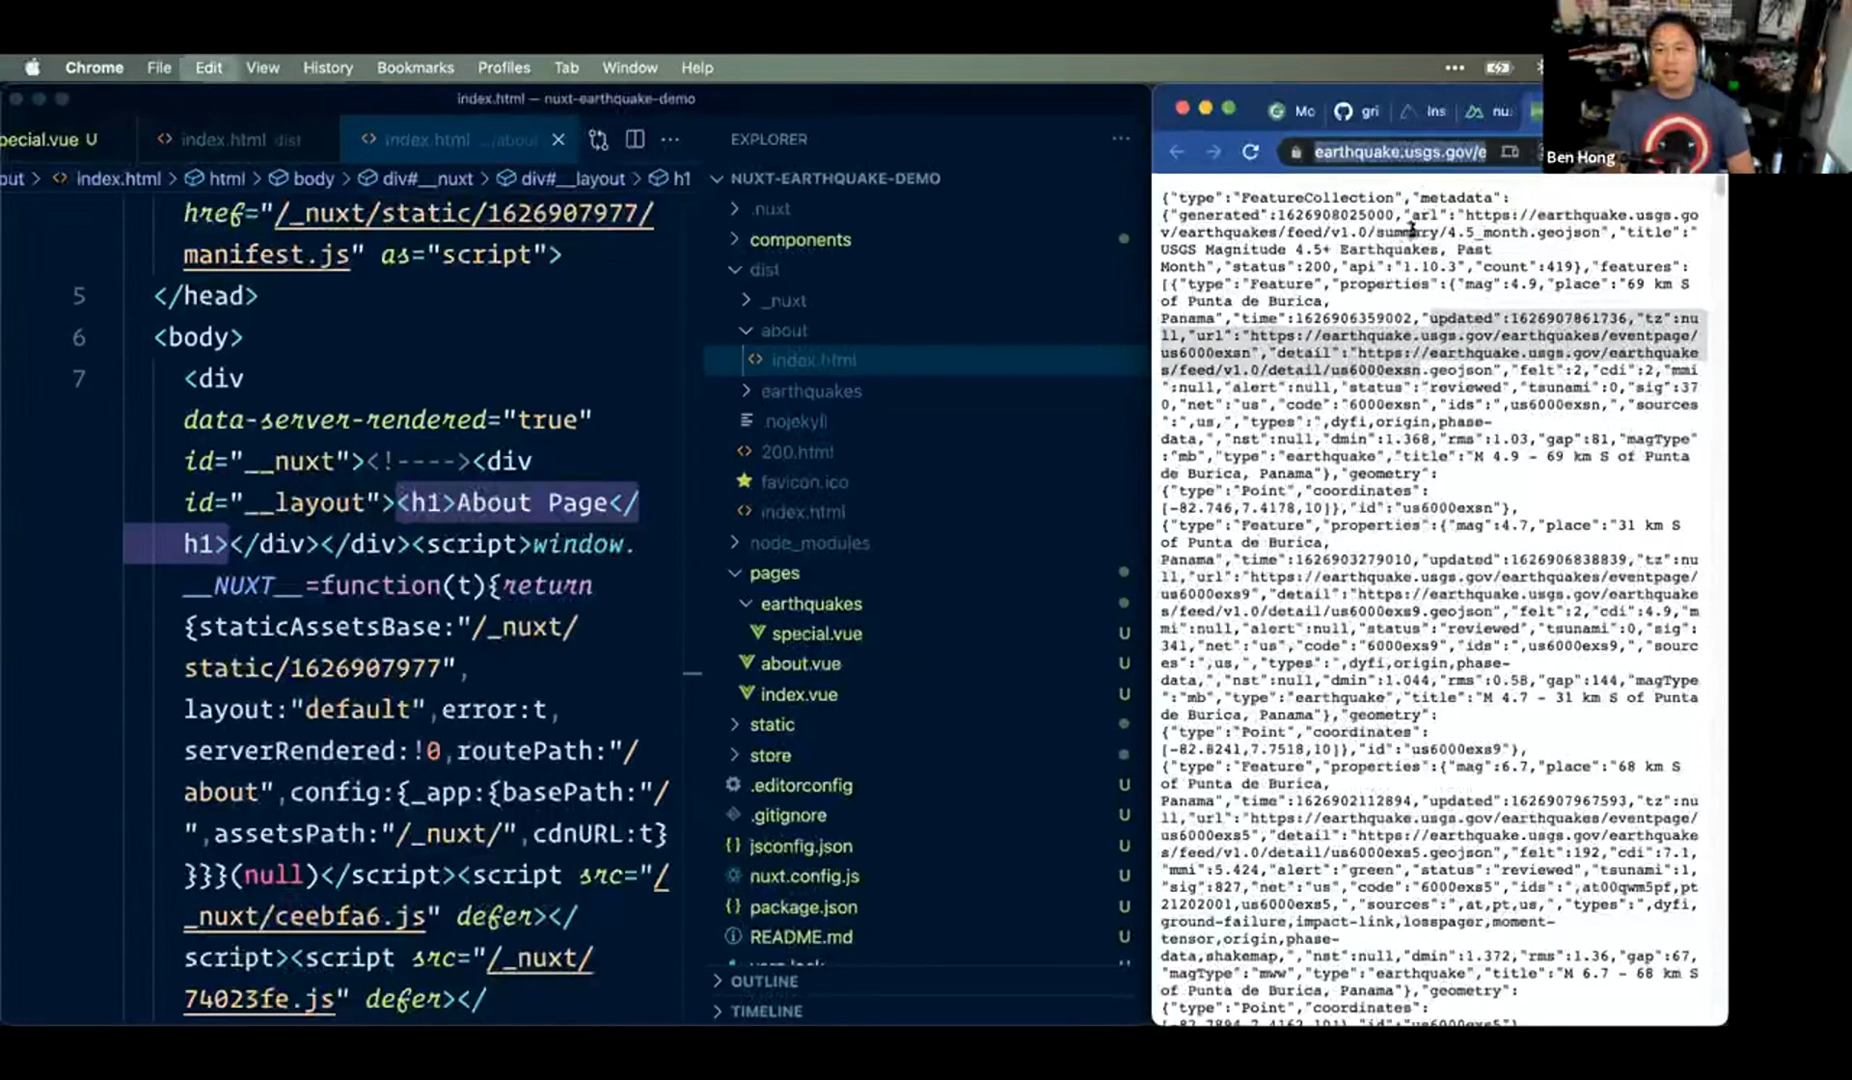 Chrome File Edit View History Bookmarks Profiles Tab Window Help
index.html — nuxt-earthquake-demo
pecial.vue U
index.html dist
index.html .../about
out > index.html > html > body > div#__nuxt > div#__layout > h1
href="/_nuxt/static/1626907977/
manifest.js" as="script">
5 </head>
6 <body>
7 <div
data-server-rendered="true"
id="__nuxt"><!----><div
id="__layout"><h1>About Page</
h1></div></div><script>window.
__NUXT__=function(t){return
{staticAssetsBase:"/_nuxt/
static/1626907977",
layout:"default",error:t,
serverRendered:!0,routePath:"/
about",config:{_app:{basePath:"/
",assetsPath:"/_nuxt/",cdnURL:t}
}}}(null)</script><script src="/
_nuxt/ceebfa6.js" defer></
script><script src="/_nuxt/
74023fe.js" defer></
EXPLORER
NUXT-EARTHQUAKE-DEMO
.nuxt
components
dist
_nuxt
about
index.html
earthquakes
.nojekyll
200.html
favicon.ico
index.html
node_modules
pages
earthquakes
special.vue U
about.vue U
index.vue U
static
store
.editorconfig U
.gitignore U
jsconfig.json U
nuxt.config.js U
package.json U
README.md U
OUTLINE
TIMELINE
Mo
gri
Ins
nu
earthquake.usgs.gov/e
Ben Hong
{"type":"FeatureCollection","metadata":
{"generated":1626908025000,"url":"https://earthquake.usgs.go
v/earthquakes/feed/v1.0/summary/4.5_month.geojson","title":"
USGS Magnitude 4.5+ Earthquakes, Past
Month","status":200,"api":"1.10.3","count":419},"features":
[{"type":"Feature","properties":{"mag":4.9,"place":"69 km S
of Punta de Burica,
Panama","time":1626906359002,"updated":1626907861736,"tz":nu
ll,"url":"https://earthquake.usgs.gov/earthquakes/eventpage/
us6000exsn","detail":"https://earthquake.usgs.gov/earthquake
s/feed/v1.0/detail/us6000exsn.geojson","felt":2,"cdi":2,"mmi
":null,"alert":null,"status":"reviewed","tsunami":0,"sig":37
0,"net":"us","code":"6000exsn","ids":",us6000exsn,","sources
":",us,","types":",dyfi,origin,phase-
data,","nst":null,"dmin":1.368,"rms":1.03,"gap":81,"magType"
:"mb","type":"earthquake","title":"M 4.9 - 69 km S of Punta
de Burica, Panama"},"geometry":
{"type":"Point","coordinates":
[-82.746,7.4178,10]},"id":"us6000exsn"},
{"type":"Feature","properties":{"mag":4.7,"place":"31 km S
of Punta de Burica,
Panama","time":1626903279010,"updated":1626906838839,"tz":nu
ll,"url":"https://earthquake.usgs.gov/earthquakes/eventpage/
us6000exs9","detail":"https://earthquake.usgs.gov/earthquake
s/feed/v1.0/detail/us6000exs9.geojson","felt":2,"cdi":4.9,"m
mi":null,"alert":null,"status":"reviewed","tsunami":0,"sig":
341,"net":"us","code":"6000exs9","ids":",us6000exs9,","sourc
es":",us,","types":",dyfi,origin,phase-
data,","nst":null,"dmin":1.044,"rms":0.58,"gap":144,"magType
":"mb","type":"earthquake","title":"M 4.7 - 31 km S of Punta
de Burica, Panama"},"geometry":
{"type":"Point","coordinates":
[-82.8241,7.7518,10]},"id":"us6000exs9"},
{"type":"Feature","properties":{"mag":6.7,"place":"68 km S
of Punta de Burica,
Panama","time":1626902112894,"updated":1626907967593,"tz":nu
ll,"url":"https://earthquake.usgs.gov/earthquakes/eventpage/
us6000exs5","detail":"https://earthquake.usgs.gov/earthquake
s/feed/v1.0/detail/us6000exs5.geojson","felt":192,"cdi":7.1,
"mmi":5.424,"alert":"green","status":"reviewed","tsunami":1,
"sig":827,"net":"us","code":"6000exs5","ids":",at00qwm5pf,pt
21202001,us6000exs5,","sources":",at,pt,us,","types":",dyfi,
ground-failure,impact-link,losspager,moment-
tensor,origin,phase-
data,shakemap,","nst":null,"dmin":1.372,"rms":1.36,"gap":67,
"magType":"mww","type":"earthquake","title":"M 6.7 - 68 km S
of Punta de Burica, Panama"},"geometry":
{"type":"Point","coordinates":